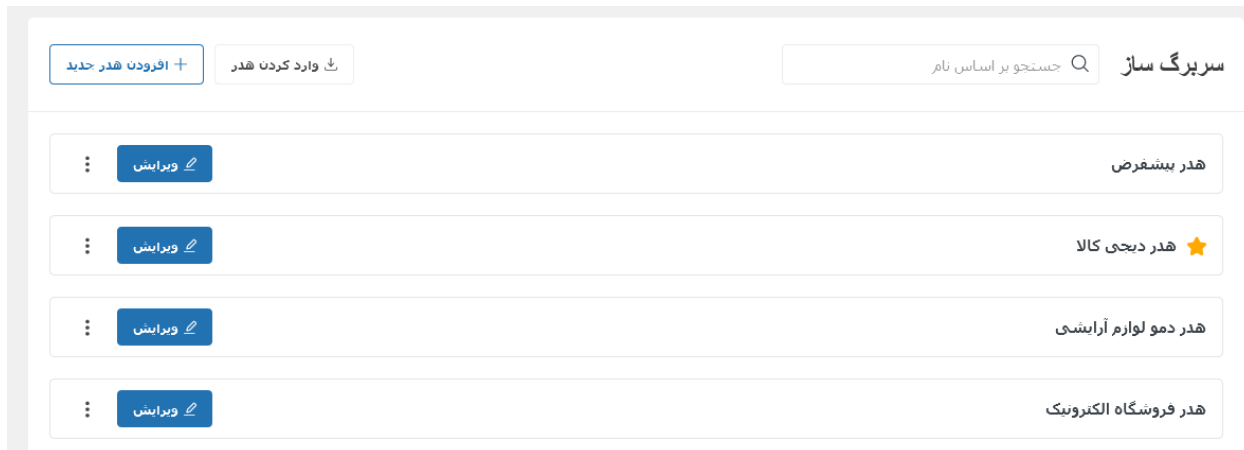 سربرگ ساز جستجو بر اساس نام وارد کردن هدر افزودن هدر جدید
هدر پیشفرض ویرایش
هدر دیجی کالا ویرایش
هدر دمو لوازم آرایشی ویرایش
هدر فروشگاه الکترونیک ویرایش